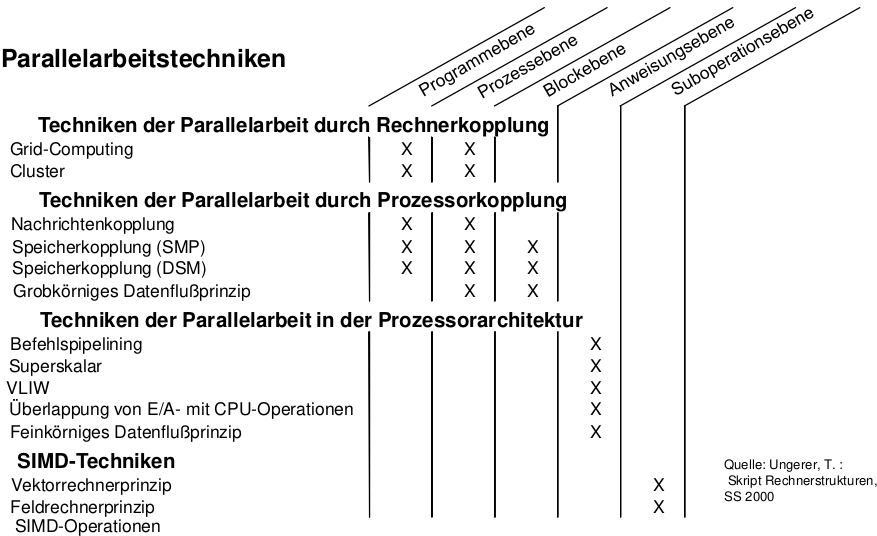 Parallelarbeitstechniken
Programmebene
Prozessebene
Blockebene
Anweisungsebene
Suboperationsebene
Techniken der Parallelarbeit durch Rechnerkopplung
Grid-Computing X X
Cluster X X
Techniken der Parallelarbeit durch Prozessorkopplung
Nachrichtenkopplung X X
Speicherkopplung (SMP) X X X
Speicherkopplung (DSM) X X X
Grobkörniges Datenflußprinzip X X
Techniken der Parallelarbeit in der Prozessorarchitektur
Befehlspipelining X
Superskalar X
VLIW X
Überlappung von E/A- mit CPU-Operationen X
Feinkörniges Datenflußprinzip X
SIMD-Techniken
Vektorrechnerprinzip X
Feldrechnerprinzip X
SIMD-Operationen
Quelle: Ungerer, T. :
Skript Rechnerstrukturen,
SS 2000